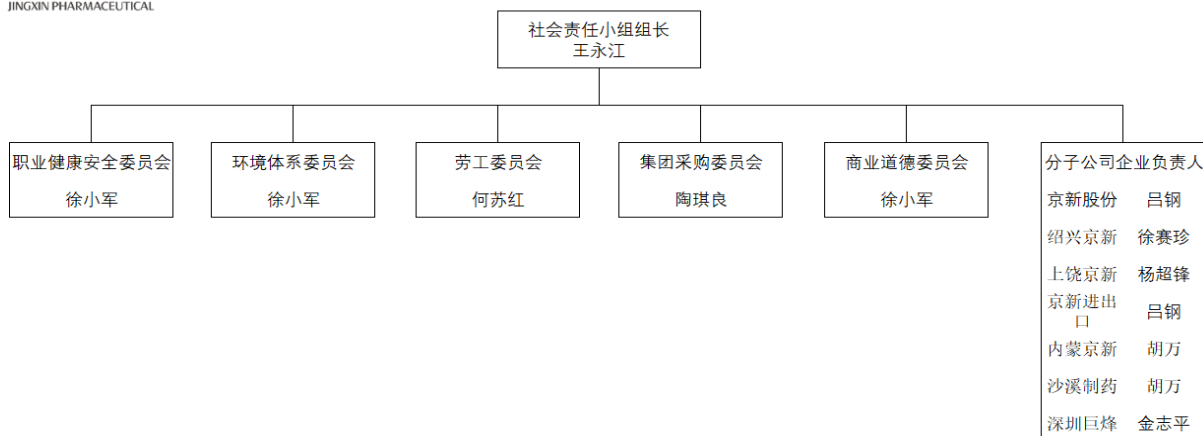 JINGXIN PHARMACEUTICAL
社会责任小组组长
王永江
职业健康安全委员会
徐小军
环境体系委员会
徐小军
劳工委员会
何苏红
集团采购委员会
陶琪良
商业道德委员会
徐小军
分子公司企业负责人
京新股份 吕钢
绍兴京新 徐赛珍
上饶京新 杨超锋
京新进出
口 吕钢
内蒙京新 胡万
沙溪制药 胡万
深圳巨烽 金志平